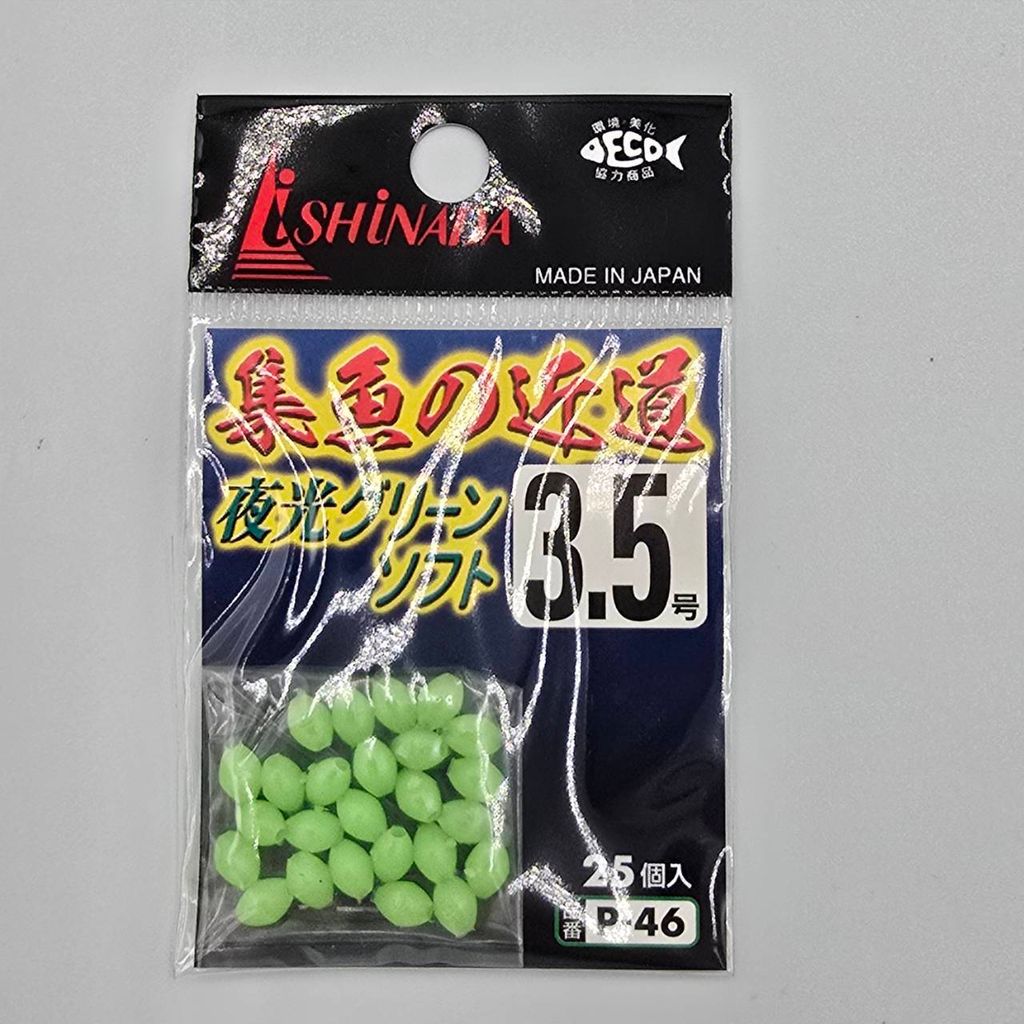 環境・美化
ECO
協力商品
iSHiNADA
MADE IN JAPAN
集魚の近道
夜光グリーン
ソフト
3.5号
25個入
品番 P-46